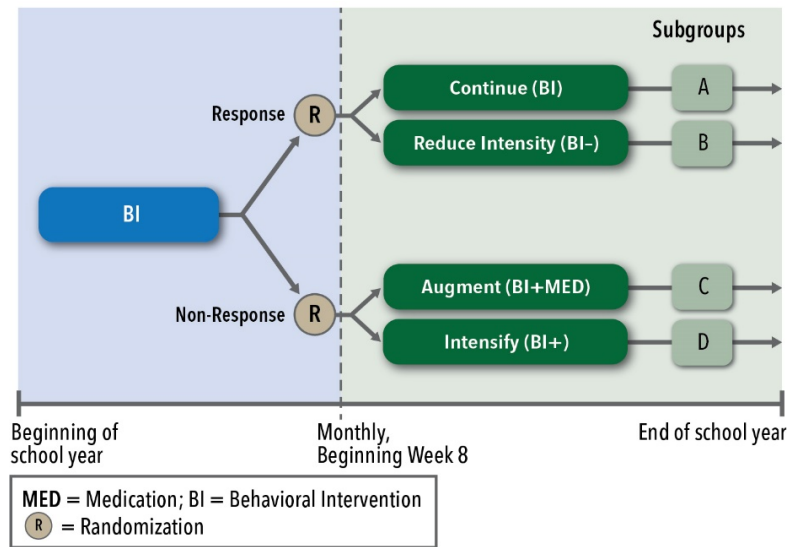 Subgroups
Response
R
Continue (BI)
A
Reduce Intensity (BI–)
B
BI
Non-Response
R
Augment (BI+MED)
C
Intensify (BI+)
D
Beginning of
school year
Monthly,
Beginning Week 8
End of school year
MED = Medication; BI = Behavioral Intervention
R = Randomization